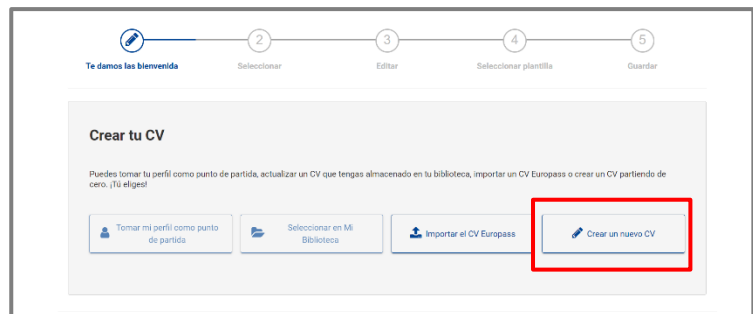 2 3 4 5
Te damos las bienvenida Seleccionar Editar Seleccionar plantilla Guardar
Crear tu CV
Puedes tomar tu perfil como punto de partida, actualizar un CV que tengas almacenado en tu biblioteca, importar un CV Europass o crear un CV partiendo de
cero. ¡Tú eliges!
Tomar mi perfil como punto
de partida
Seleccionar en Mi
Biblioteca
Importar el CV Europass
Crear un nuevo CV